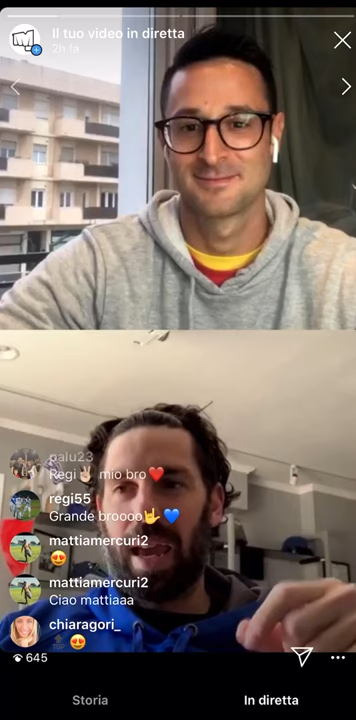 Il tuo video in diretta
2h fa
palu23
Regi✌🏻 mio bro❤️
regi55
Grande broooo🤟💙
mattiamercuri2
😍
mattiamercuri2
Ciao mattiaaa
chiaragori_
😍
645
Storia
In diretta